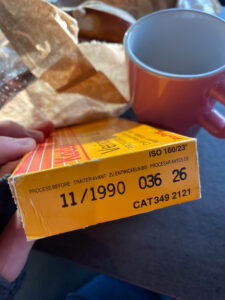 Kodak
ISO 160/23°
PROCESS BEFORE TRAITER AVANT ZU ENTWICKELN BIS PROCESAR ANTES DE
11/1990 036 26
CAT 349 2121